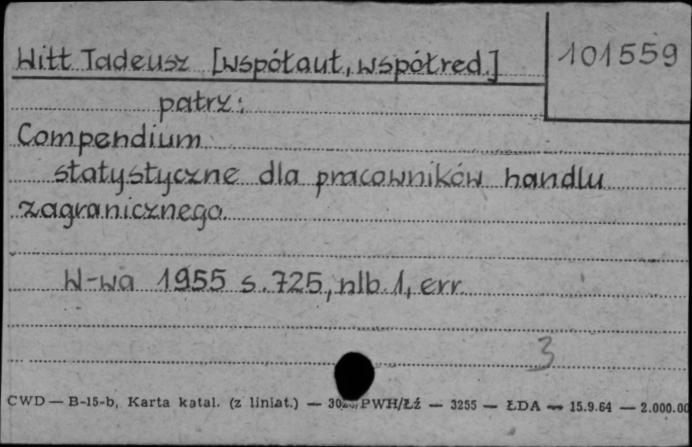 Witt Tadeusz [współaut, współred.] 101559
patrz:
Compendium
statystyczne dla pracowników handlu
zagranicznego.
W-wa 1955 s. 725, nlb. 1, err.
3
CWD — B-15-b, Karta katal. (z liniat.) — PWH/Łź — 3255 — ŁDA — 15.9.64 — 2.000.00